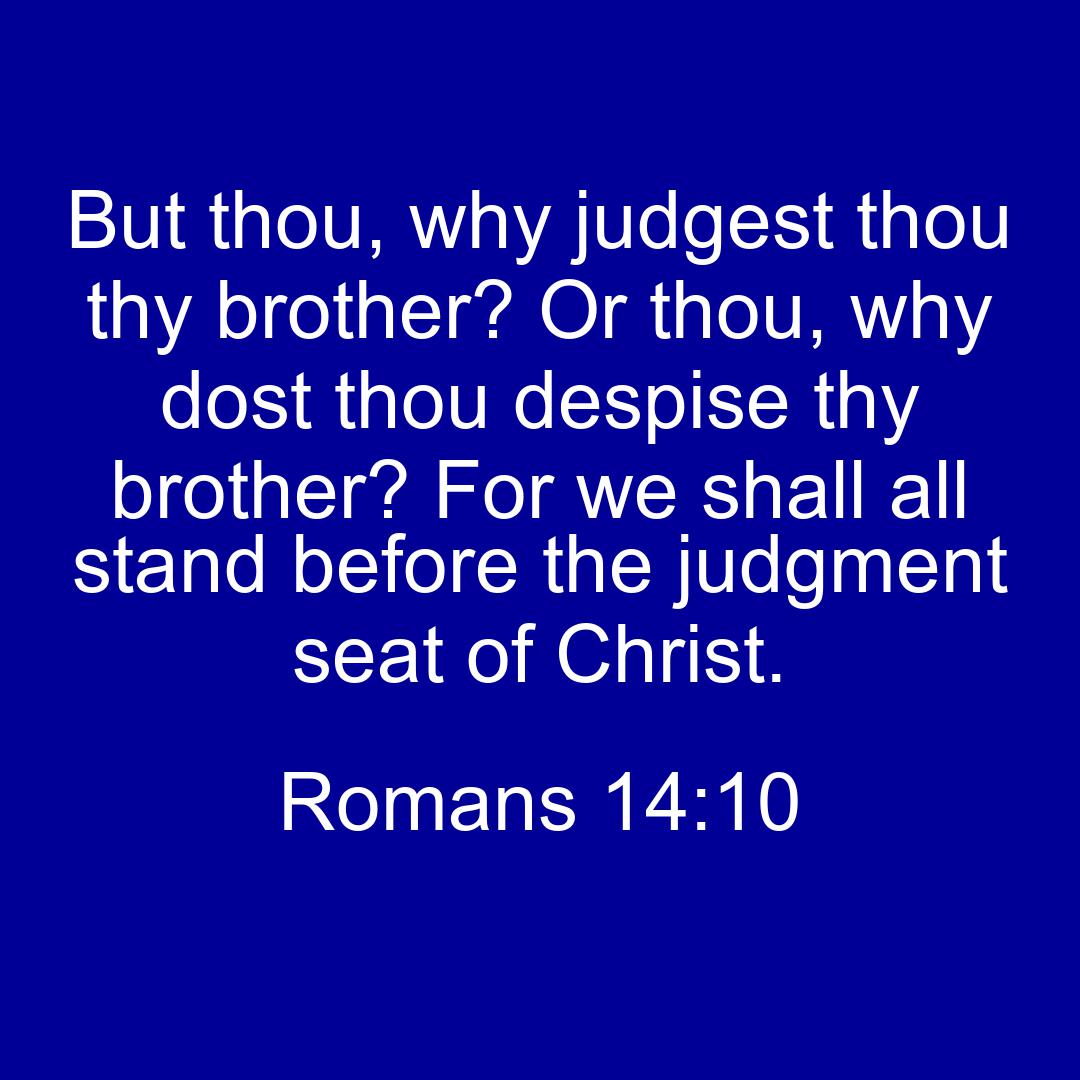 But thou, why judgest thou
thy brother? Or thou, why
dost thou despise thy
brother? For we shall all
stand before the judgment
seat of Christ.
Romans 14:10